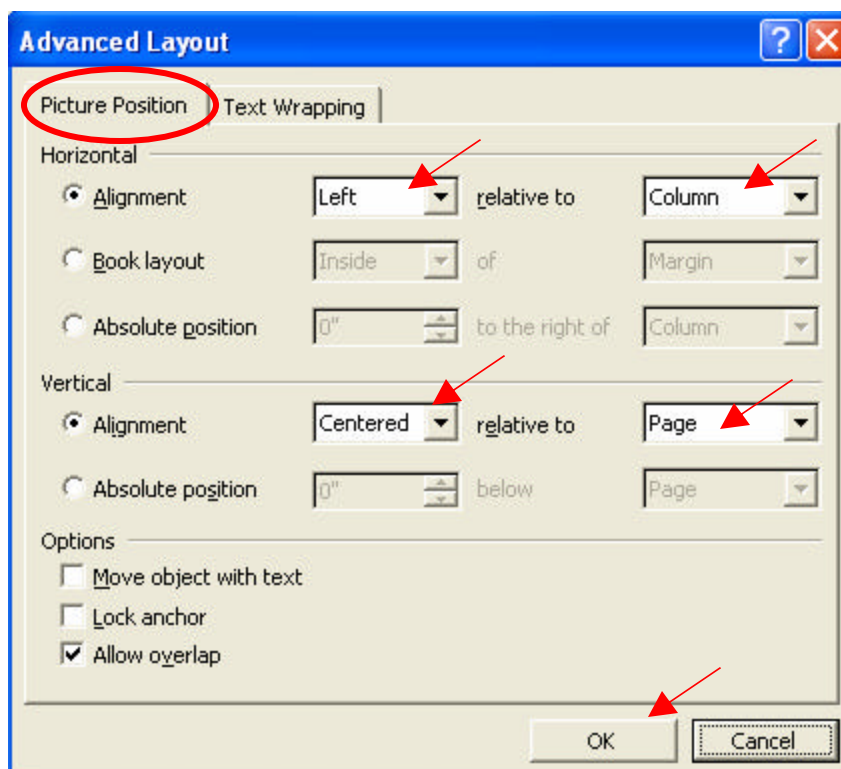 Advanced Layout
Picture Position Text Wrapping
Horizontal
Alignment Left relative to Column
Book layout Inside of Margin
Absolute position 0" to the right of Column
Vertical
Alignment Centered relative to Page
Absolute position 0" below Page
Options
Move object with text
Lock anchor
Allow overlap
OK Cancel